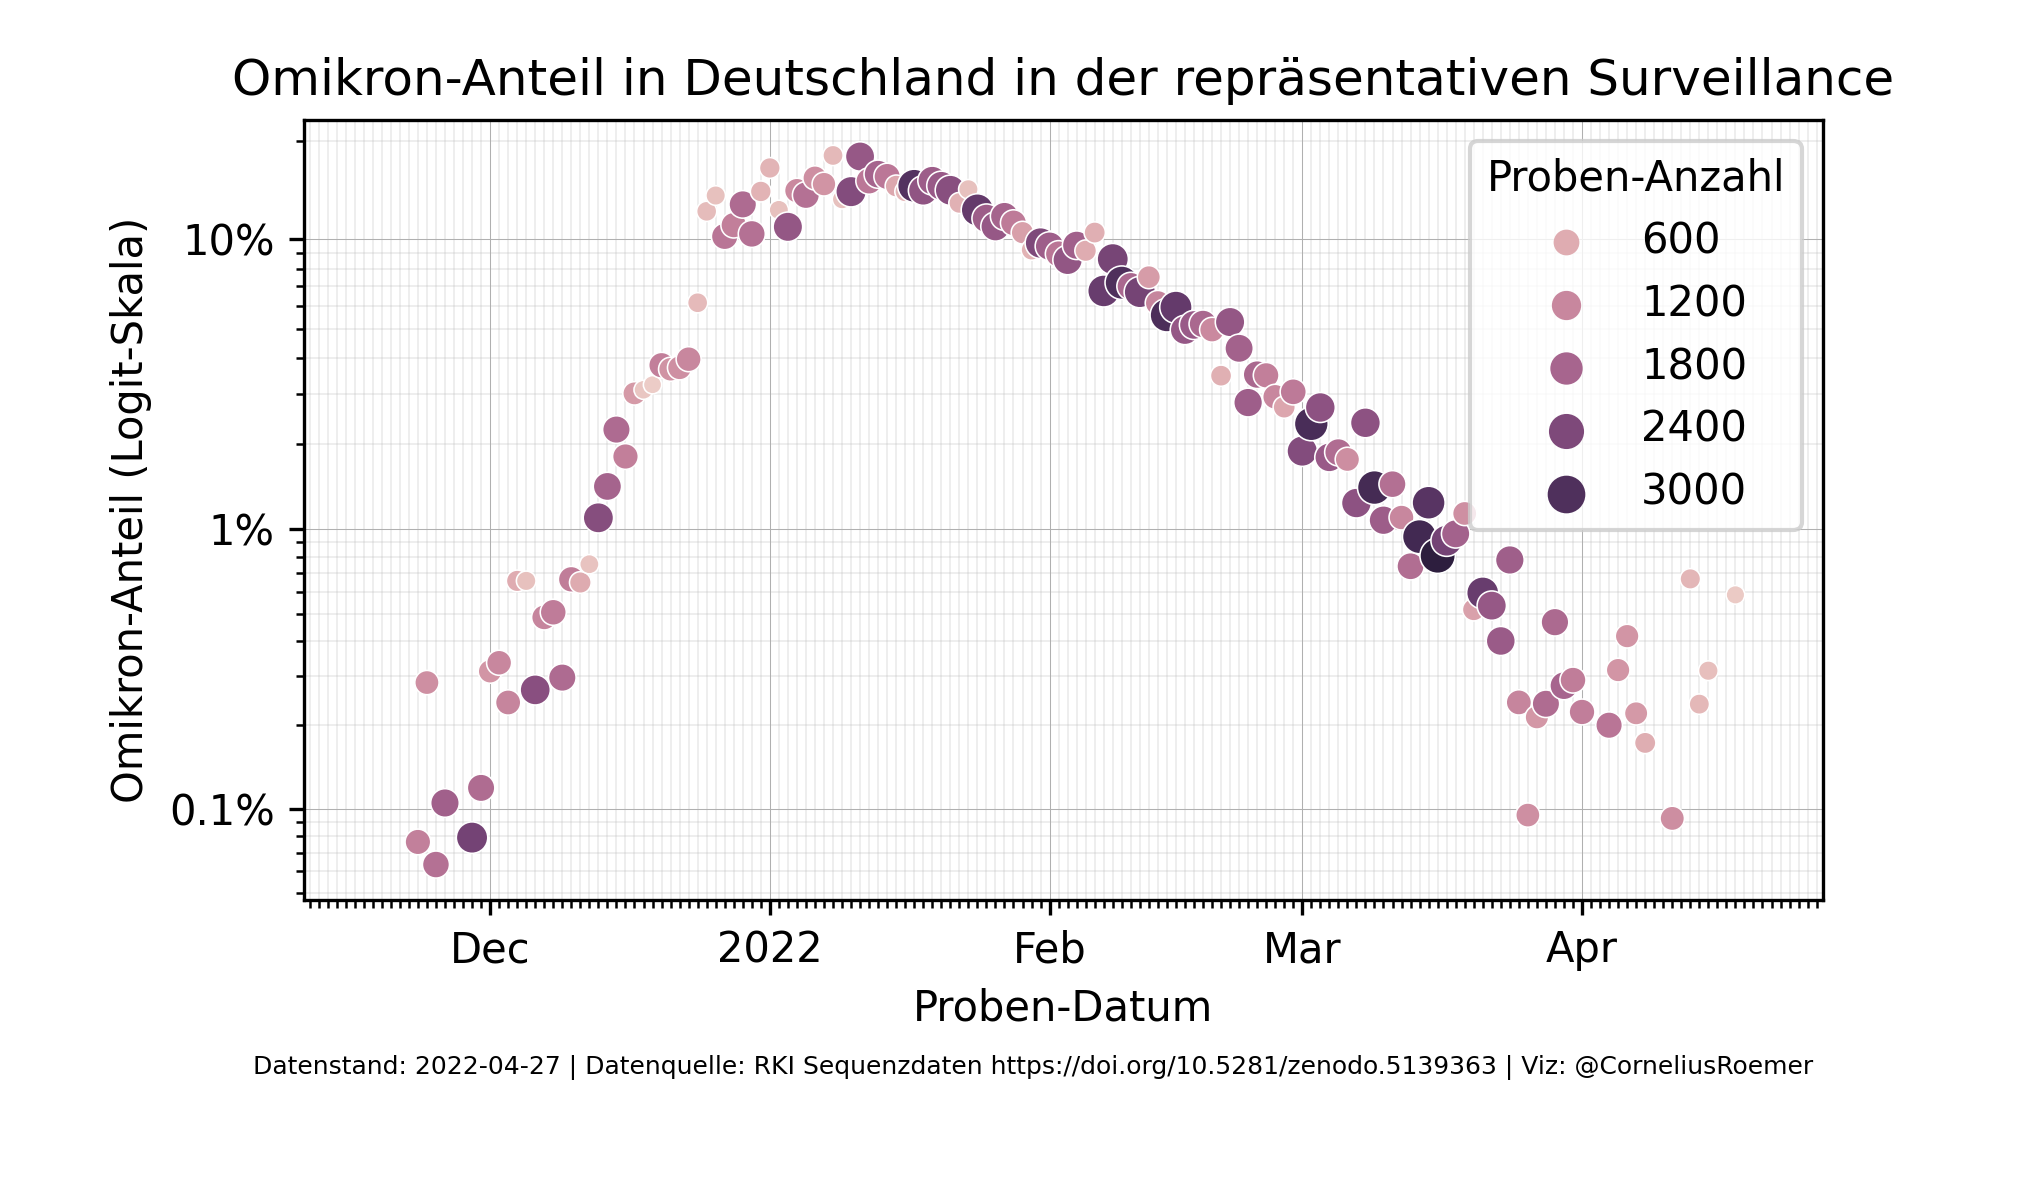 Omikron-Anteil in Deutschland in der repräsentativen Surveillance
Omikron-Anteil (Logit-Skala)
10%
1%
0.1%
Proben-Anzahl
600
1200
1800
2400
3000
Dec 2022 Feb Mar Apr
Proben-Datum
Datenstand: 2022-04-27 | Datenquelle: RKI Sequenzdaten https://doi.org/10.5281/zenodo.5139363 | Viz: @CorneliusRoemer